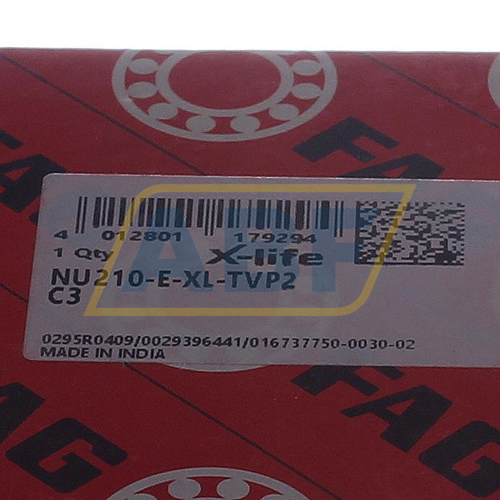 FAG
4 012801 179294
1 Qty X-life
NU210-E-XL-TVP2
C3
0295R0409/0029396441/016737750-0030-02
MADE IN INDIA
FAG
FAG